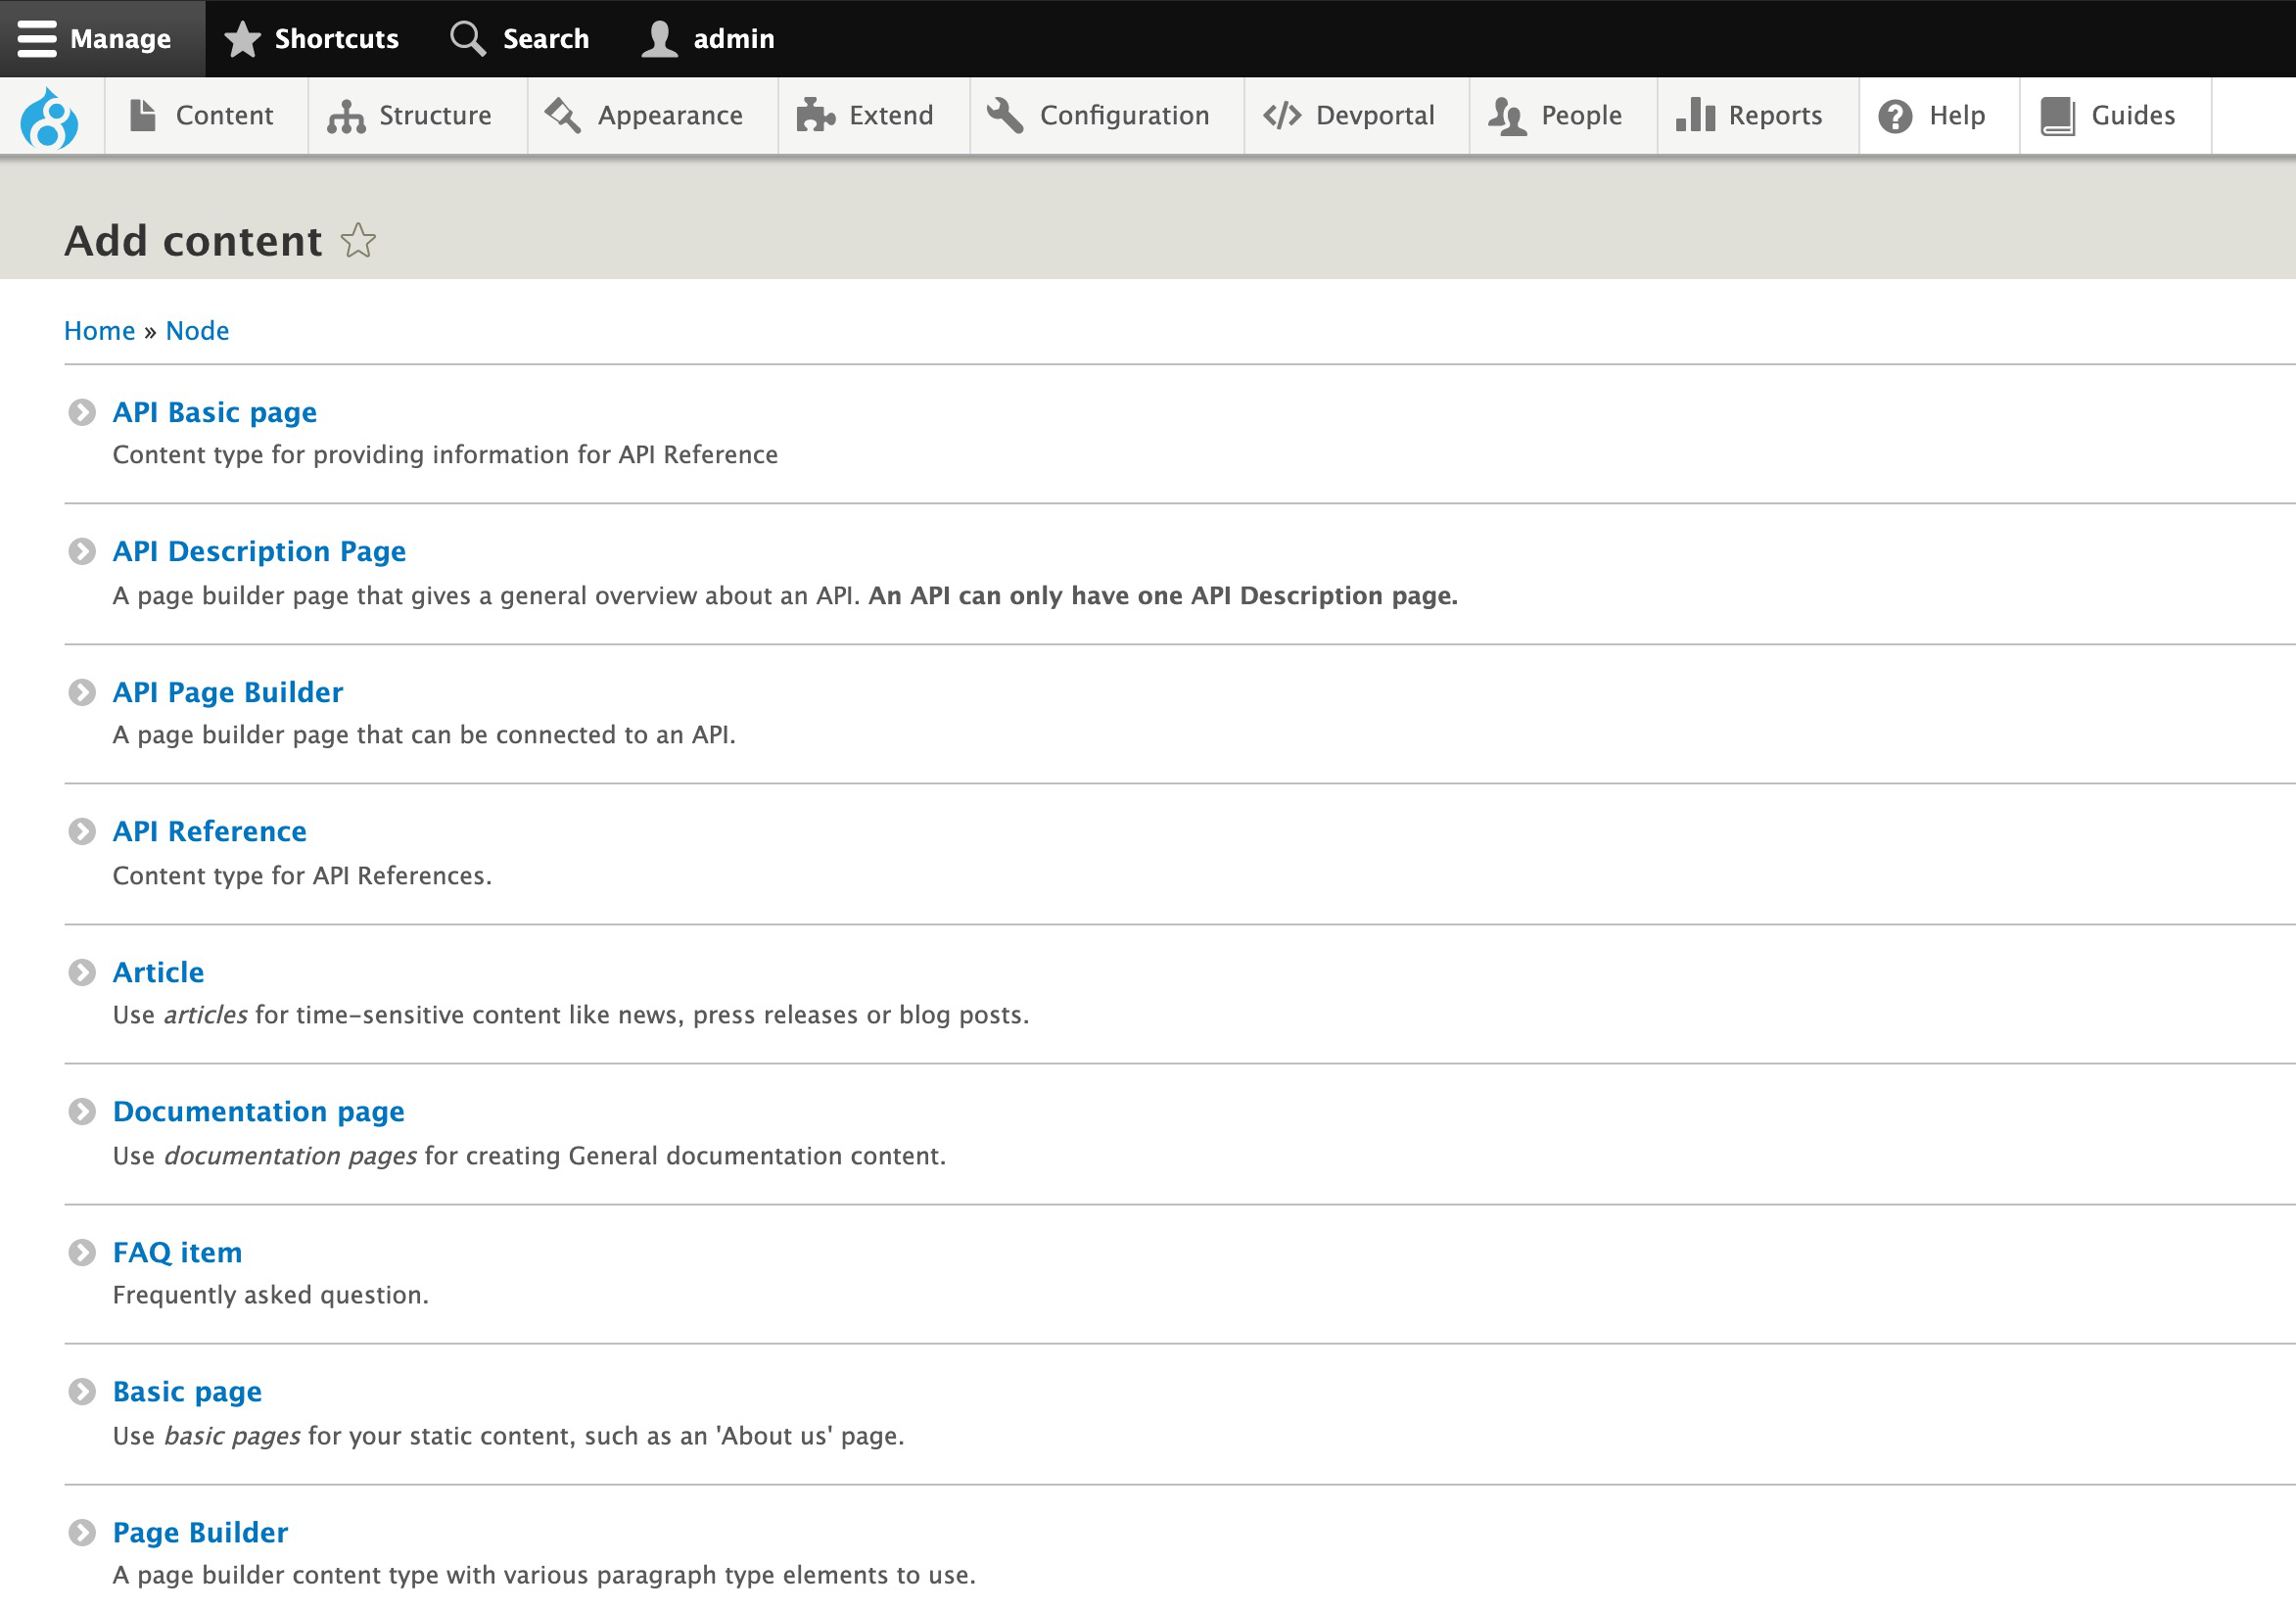 Manage Shortcuts Search admin
8 Content Structure Appearance Extend Configuration </> Devportal People Reports ? Help Guides
Add content
Home » Node
API Basic page
Content type for providing information for API Reference
API Description Page
A page builder page that gives a general overview about an API. An API can only have one API Description page.
API Page Builder
A page builder page that can be connected to an API.
API Reference
Content type for API References.
Article
Use articles for time-sensitive content like news, press releases or blog posts.
Documentation page
Use documentation pages for creating General documentation content.
FAQ item
Frequently asked question.
Basic page
Use basic pages for your static content, such as an 'About us' page.
Page Builder
A page builder content type with various paragraph type elements to use.